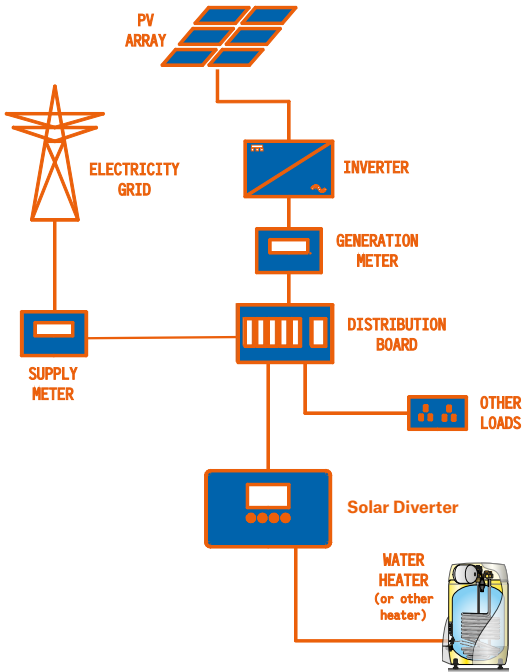 PV
ARRAY
ELECTRICITY
GRID
INVERTER
GENERATION
METER
DISTRIBUTION
BOARD
SUPPLY
METER
OTHER
LOADS
Solar Diverter
WATER
HEATER
(or other
heater)